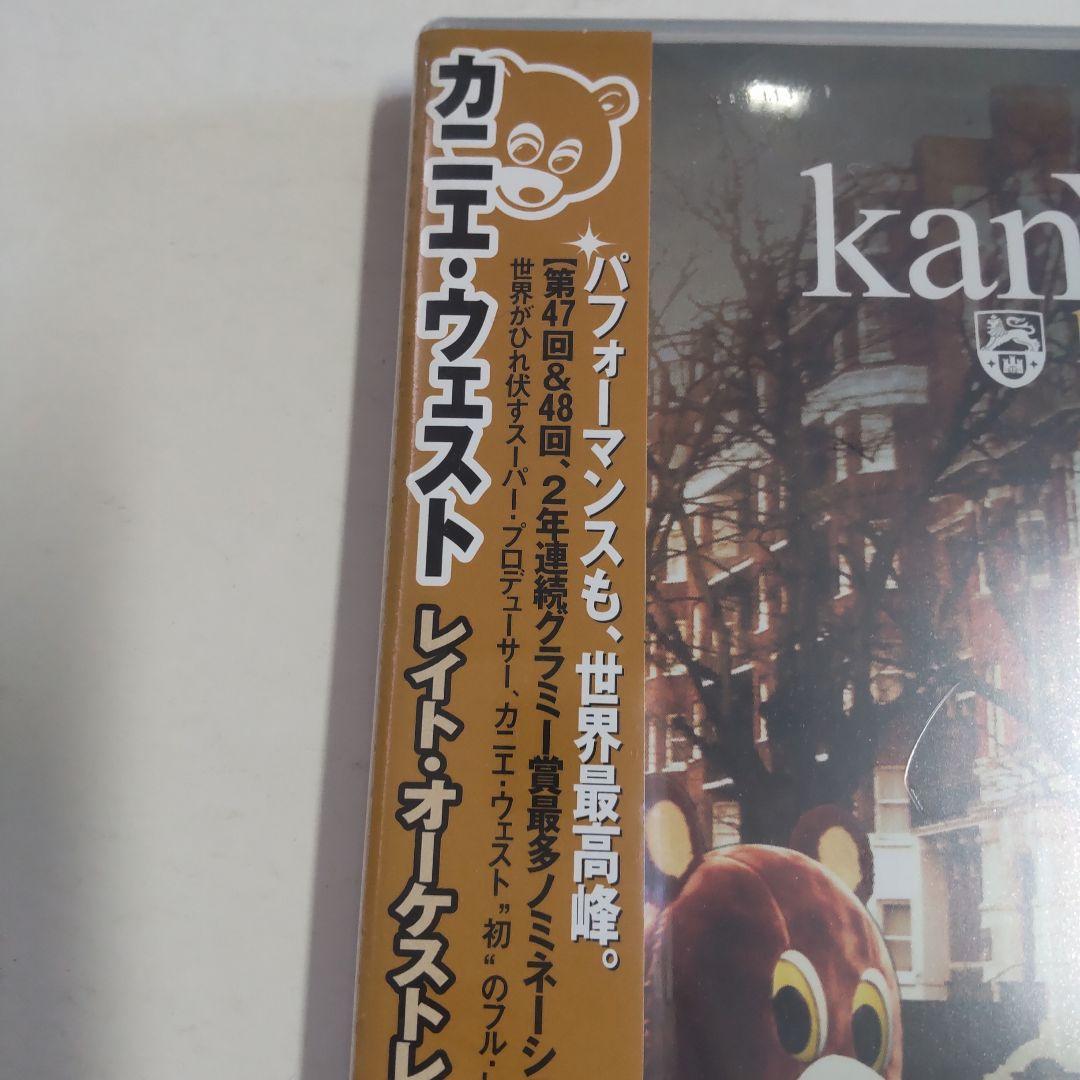 パフォーマンスも、世界最高峰。
【第47回&48回、2年連続グラミー賞最多ノミネーシ
世界がひれ伏すスーパー・プロデューサー、カニエ・ウェスト”初“のフル・
カニエ・ウェスト レイト・オーケストレ
kan